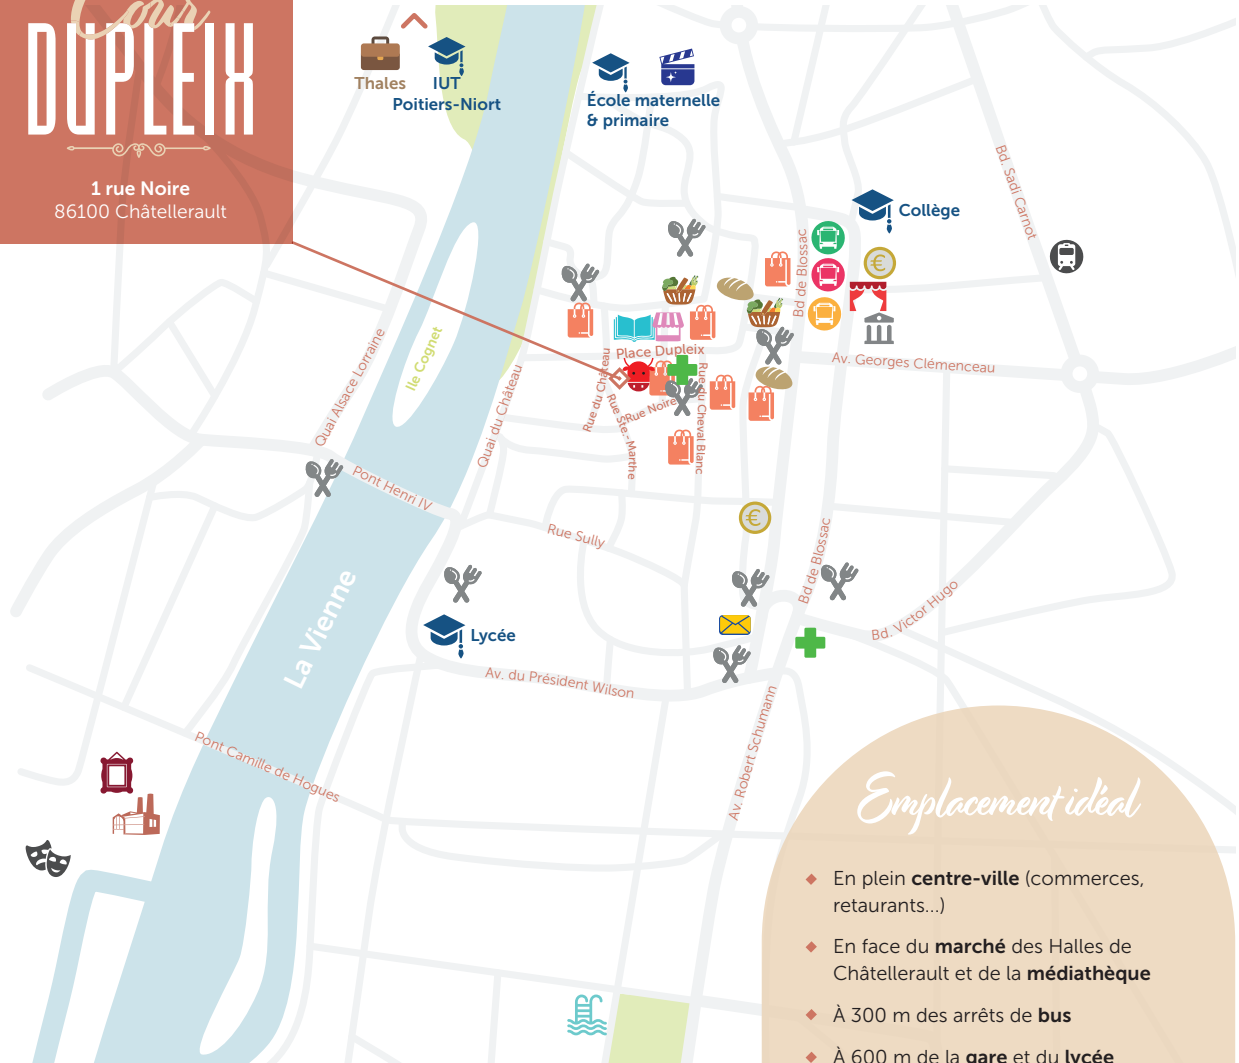 Cour
DUPLEIX
1 rue Noire
86100 Châtellerault
Thales
IUT
Poitiers-Niort
École maternelle
& primaire
Bd. Sadi Carnot
Collège
Bd de Blossac
Quai Alsace Lorraine
Ile Cognet
Quai du Château
Place Dupleix
Av. Georges Clémenceau
Rue du Château
Rue Ste.- Marthe
Rue Noire
Rue du Cheval Blanc
Pont Henri IV
Rue Sully
Bd de Blossac
Bd. Victor Hugo
La Vienne
Lycée
Av. du Président Wilson
Av. Robert Schumann
Pont Camille de Hogues
Emplacement idéal
En plein centre-ville (commerces,
retaurants...)
En face du marché des Halles de
Châtellerault et de la médiathèque
À 300 m des arrêts de bus
À 600 m de la gare et du lycée